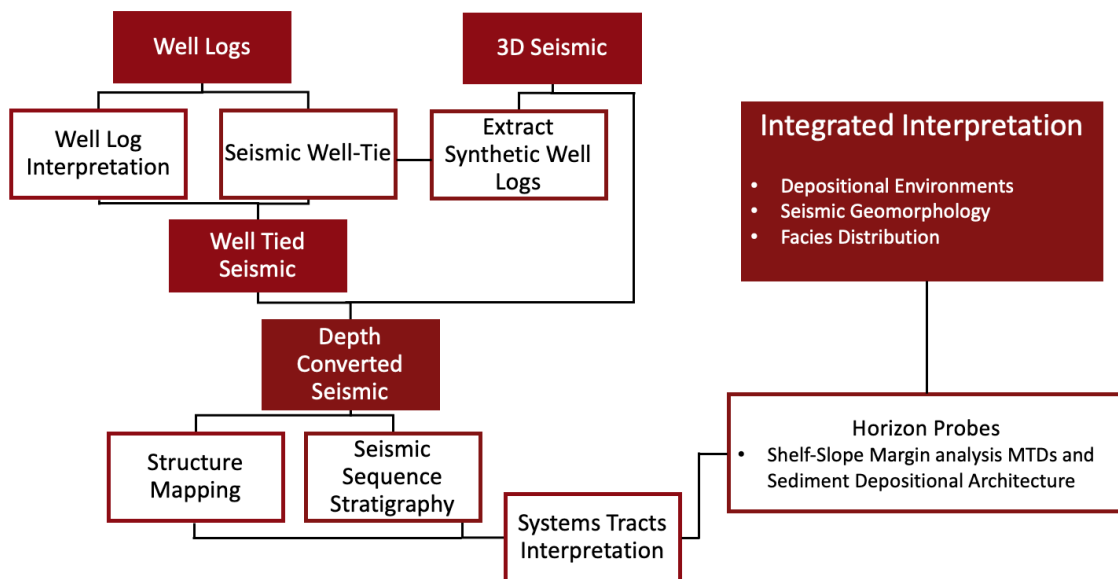 Well Logs
3D Seismic
Well Log
Interpretation
Seismic Well-Tie
Extract
Synthetic Well
Logs
Integrated Interpretation
• Depositional Environments
• Seismic Geomorphology
• Facies Distribution
Well Tied
Seismic
Depth
Converted
Seismic
Structure
Mapping
Seismic
Sequence
Stratigraphy
Horizon Probes
• Shelf-Slope Margin analysis MTDs and
Sediment Depositional Architecture
Systems Tracts
Interpretation